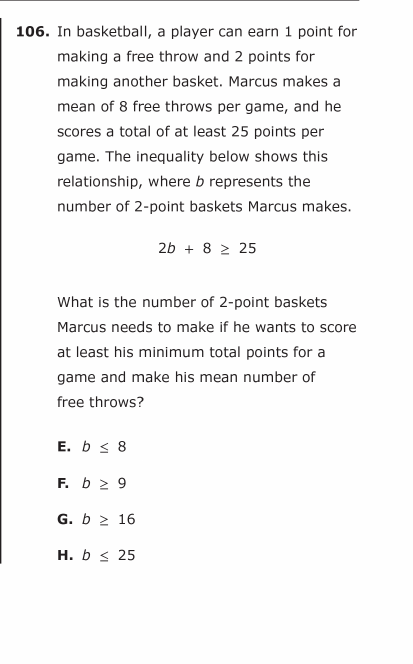 106. In basketball, a player can earn 1 point for
making a free throw and 2 points for
making another basket. Marcus makes a
mean of 8 free throws per game, and he
scores a total of at least 25 points per
game. The inequality below shows this
relationship, where b represents the
number of 2-point baskets Marcus makes.
2b + 8 ≥ 25
What is the number of 2-point baskets
Marcus needs to make if he wants to score
at least his minimum total points for a
game and make his mean number of
free throws?
E. b ≤ 8
F. b ≥ 9
G. b ≥ 16
H. b ≤ 25